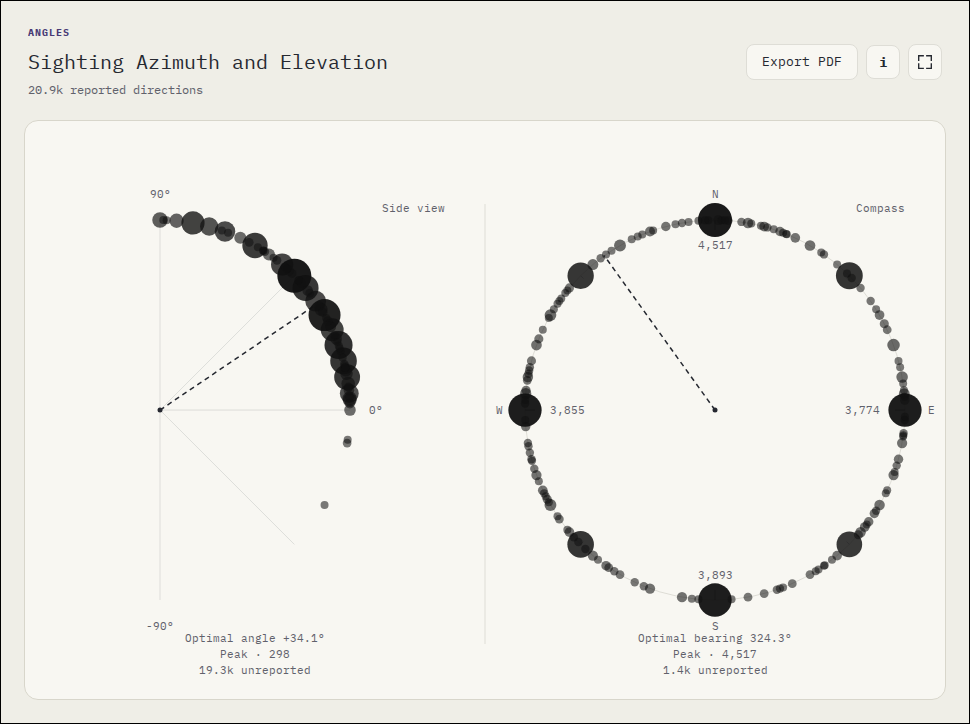 ANGLES
Sighting Azimuth and Elevation
20.9k reported directions
Export PDF
i
90°
Side view
0°
-90°
Optimal angle +34.1°
Peak · 298
19.3k unreported
N
Compass
4,517
W
3,855
3,774
E
3,893
S
Optimal bearing 324.3°
Peak · 4,517
1.4k unreported